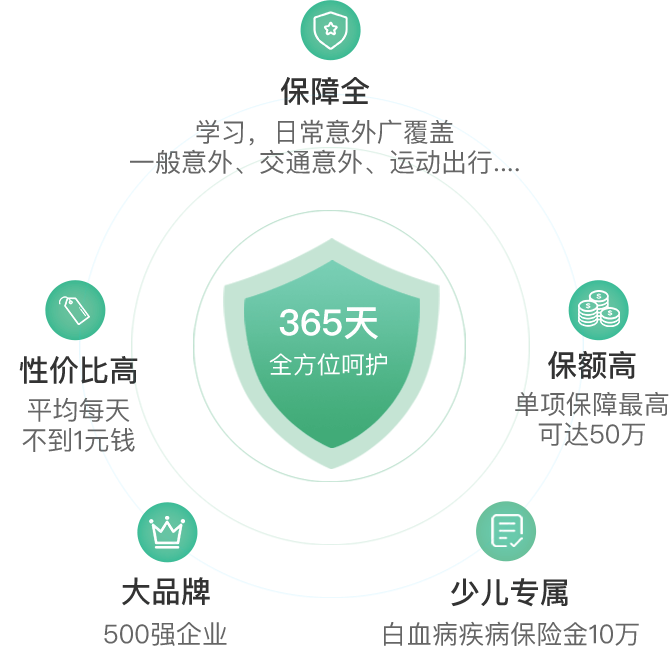 保障全
学习，日常意外广覆盖
一般意外、交通意外、运动出行....
365天
全方位呵护
性价比高
平均每天
不到1元钱
保额高
单项保障最高
可达50万
大品牌
500强企业
少儿专属
白血病疾病保险金10万